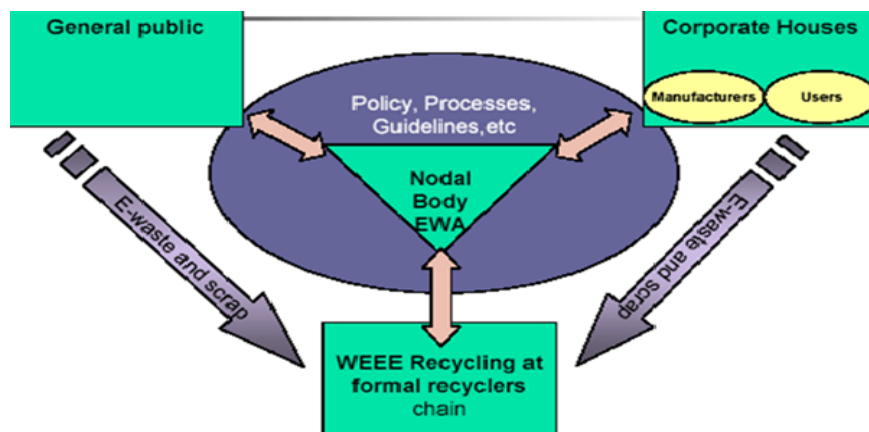 General public
Corporate Houses
Manufacturers
Users
Policy, Processes,
Guidelines,etc
Nodal
Body
EWA
E-waste and scrap
E-waste and scrap
WEEE Recycling at
formal recyclers
chain